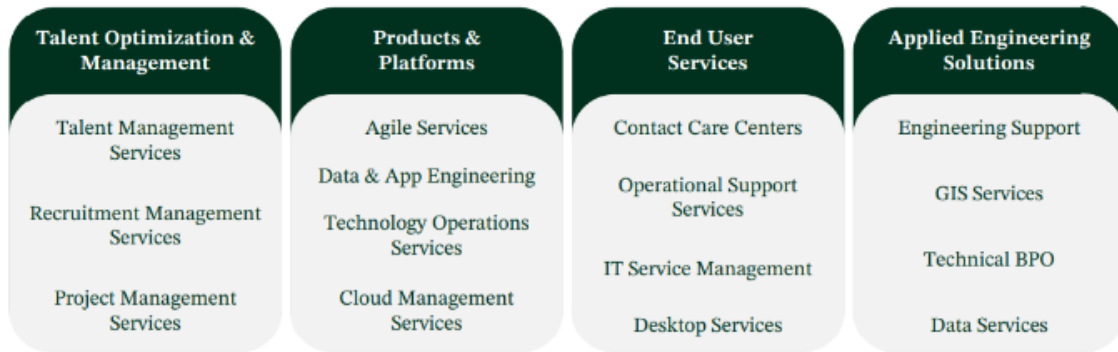 Talent Optimization &
Management
Talent Management
Services
Recruitment Management
Services
Project Management
Services
Products &
Platforms
Agile Services
Data & App Engineering
Technology Operations
Services
Cloud Management
Services
End User
Services
Contact Care Centers
Operational Support
Services
IT Service Management
Desktop Services
Applied Engineering
Solutions
Engineering Support
GIS Services
Technical BPO
Data Services